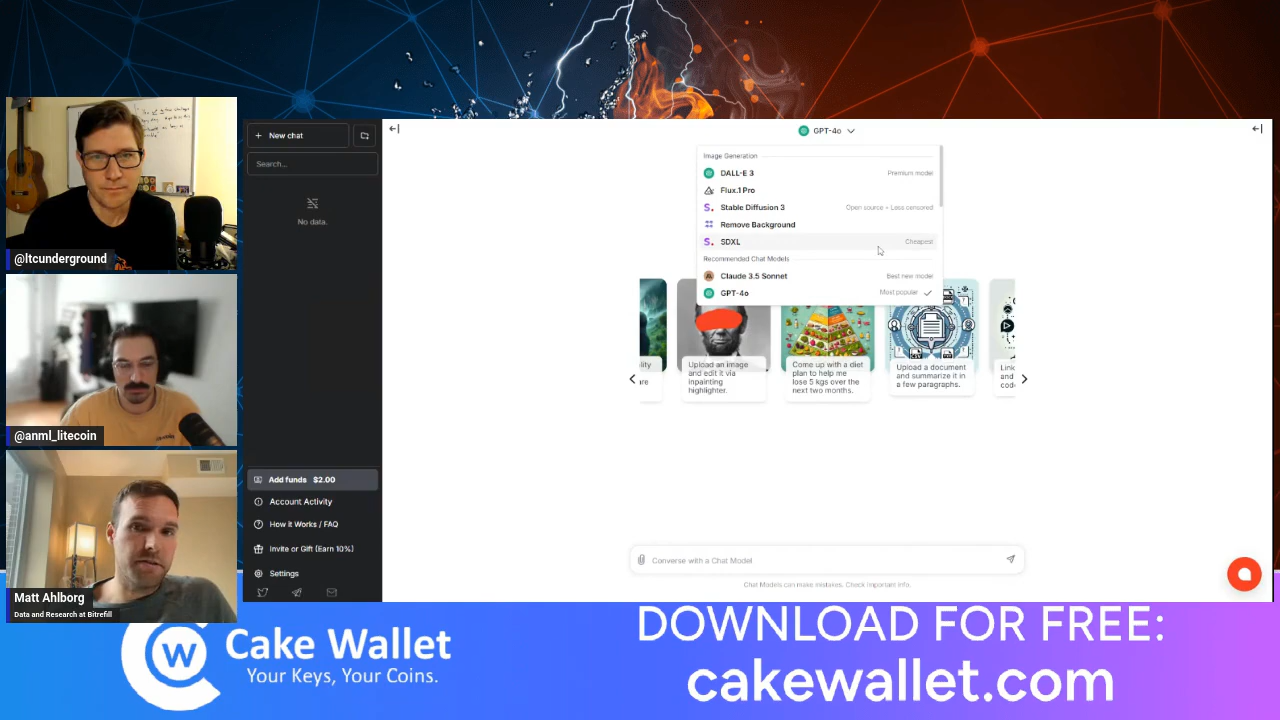 @ltcunderground
@anml_litecoin
Matt Ahlborg
Data and Research at Bitrefill
+ New chat
Search...
No data.
Add funds $2.00
Account Activity
How it Works / FAQ
Invite or Gift (Earn 10%)
Settings
GPT-4o
Image Generation
DALL-E 3 Premium model
Flux.1 Pro
Stable Diffusion 3 Open source + Less censored
Remove Background
SDXL Cheapest
Recommended Chat Models
Claude 3.5 Sonnet Best new model
GPT-4o Most popular
Upload an image
and edit it via
inpainting
highlighter.
Come up with a diet
plan to help me
lose 5 kgs over the
next two months.
Upload a document
and summarize it in
a few paragraphs.
Link
and
code
Converse with a Chat Model
Chat Models can make mistakes. Check important info.
Cake Wallet
Your Keys, Your Coins.
DOWNLOAD FOR FREE:
cakewallet.com